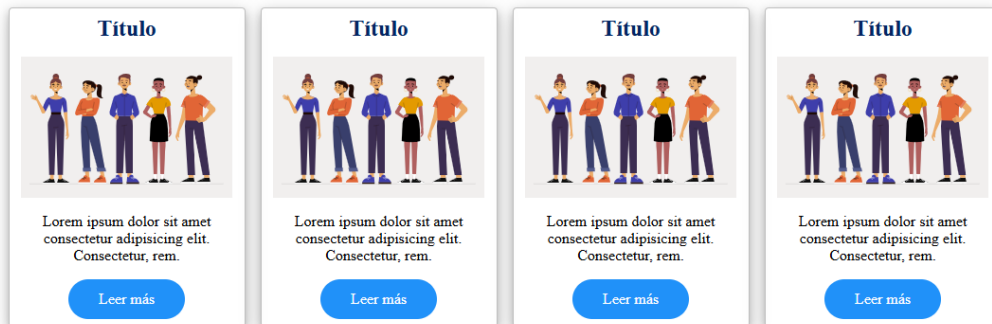 Título
Lorem ipsum dolor sit amet
consectetur adipisicing elit.
Consectetur, rem.
Leer más
Título
Lorem ipsum dolor sit amet
consectetur adipisicing elit.
Consectetur, rem.
Leer más
Título
Lorem ipsum dolor sit amet
consectetur adipisicing elit.
Consectetur, rem.
Leer más
Título
Lorem ipsum dolor sit amet
consectetur adipisicing elit.
Consectetur, rem.
Leer más